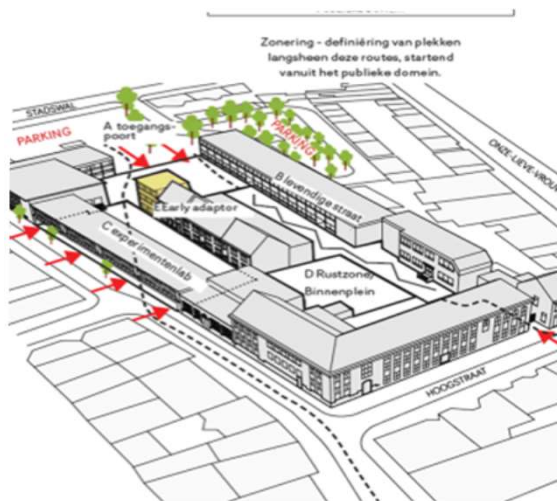 Zonering - definiëring van plekken
langsheen deze routes, startend
vanuit het publieke domein.
STADSWAL
PARKING
A toegangs-
poort
PARKING
B levendige straat
ONZE-LIEVE-VROU
E Early adaptor
C experimentenlab
D Rustzone/
Binnenplein
HOOGSTRAAT